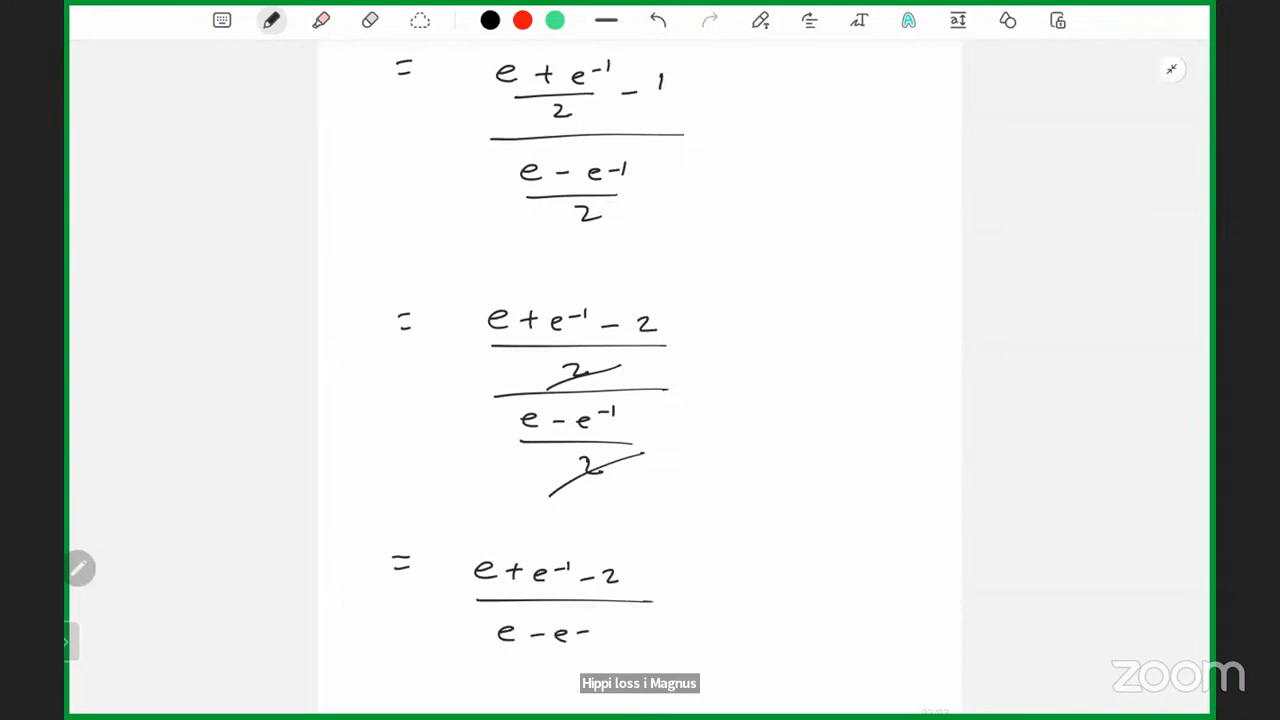 = e + e⁻¹ - 1
2
e - e⁻¹
2
= e + e⁻¹ - 2
2
e - e⁻¹
2
= e + e⁻¹ - 2
e - e-
Hippi loss i Magnus
zoom